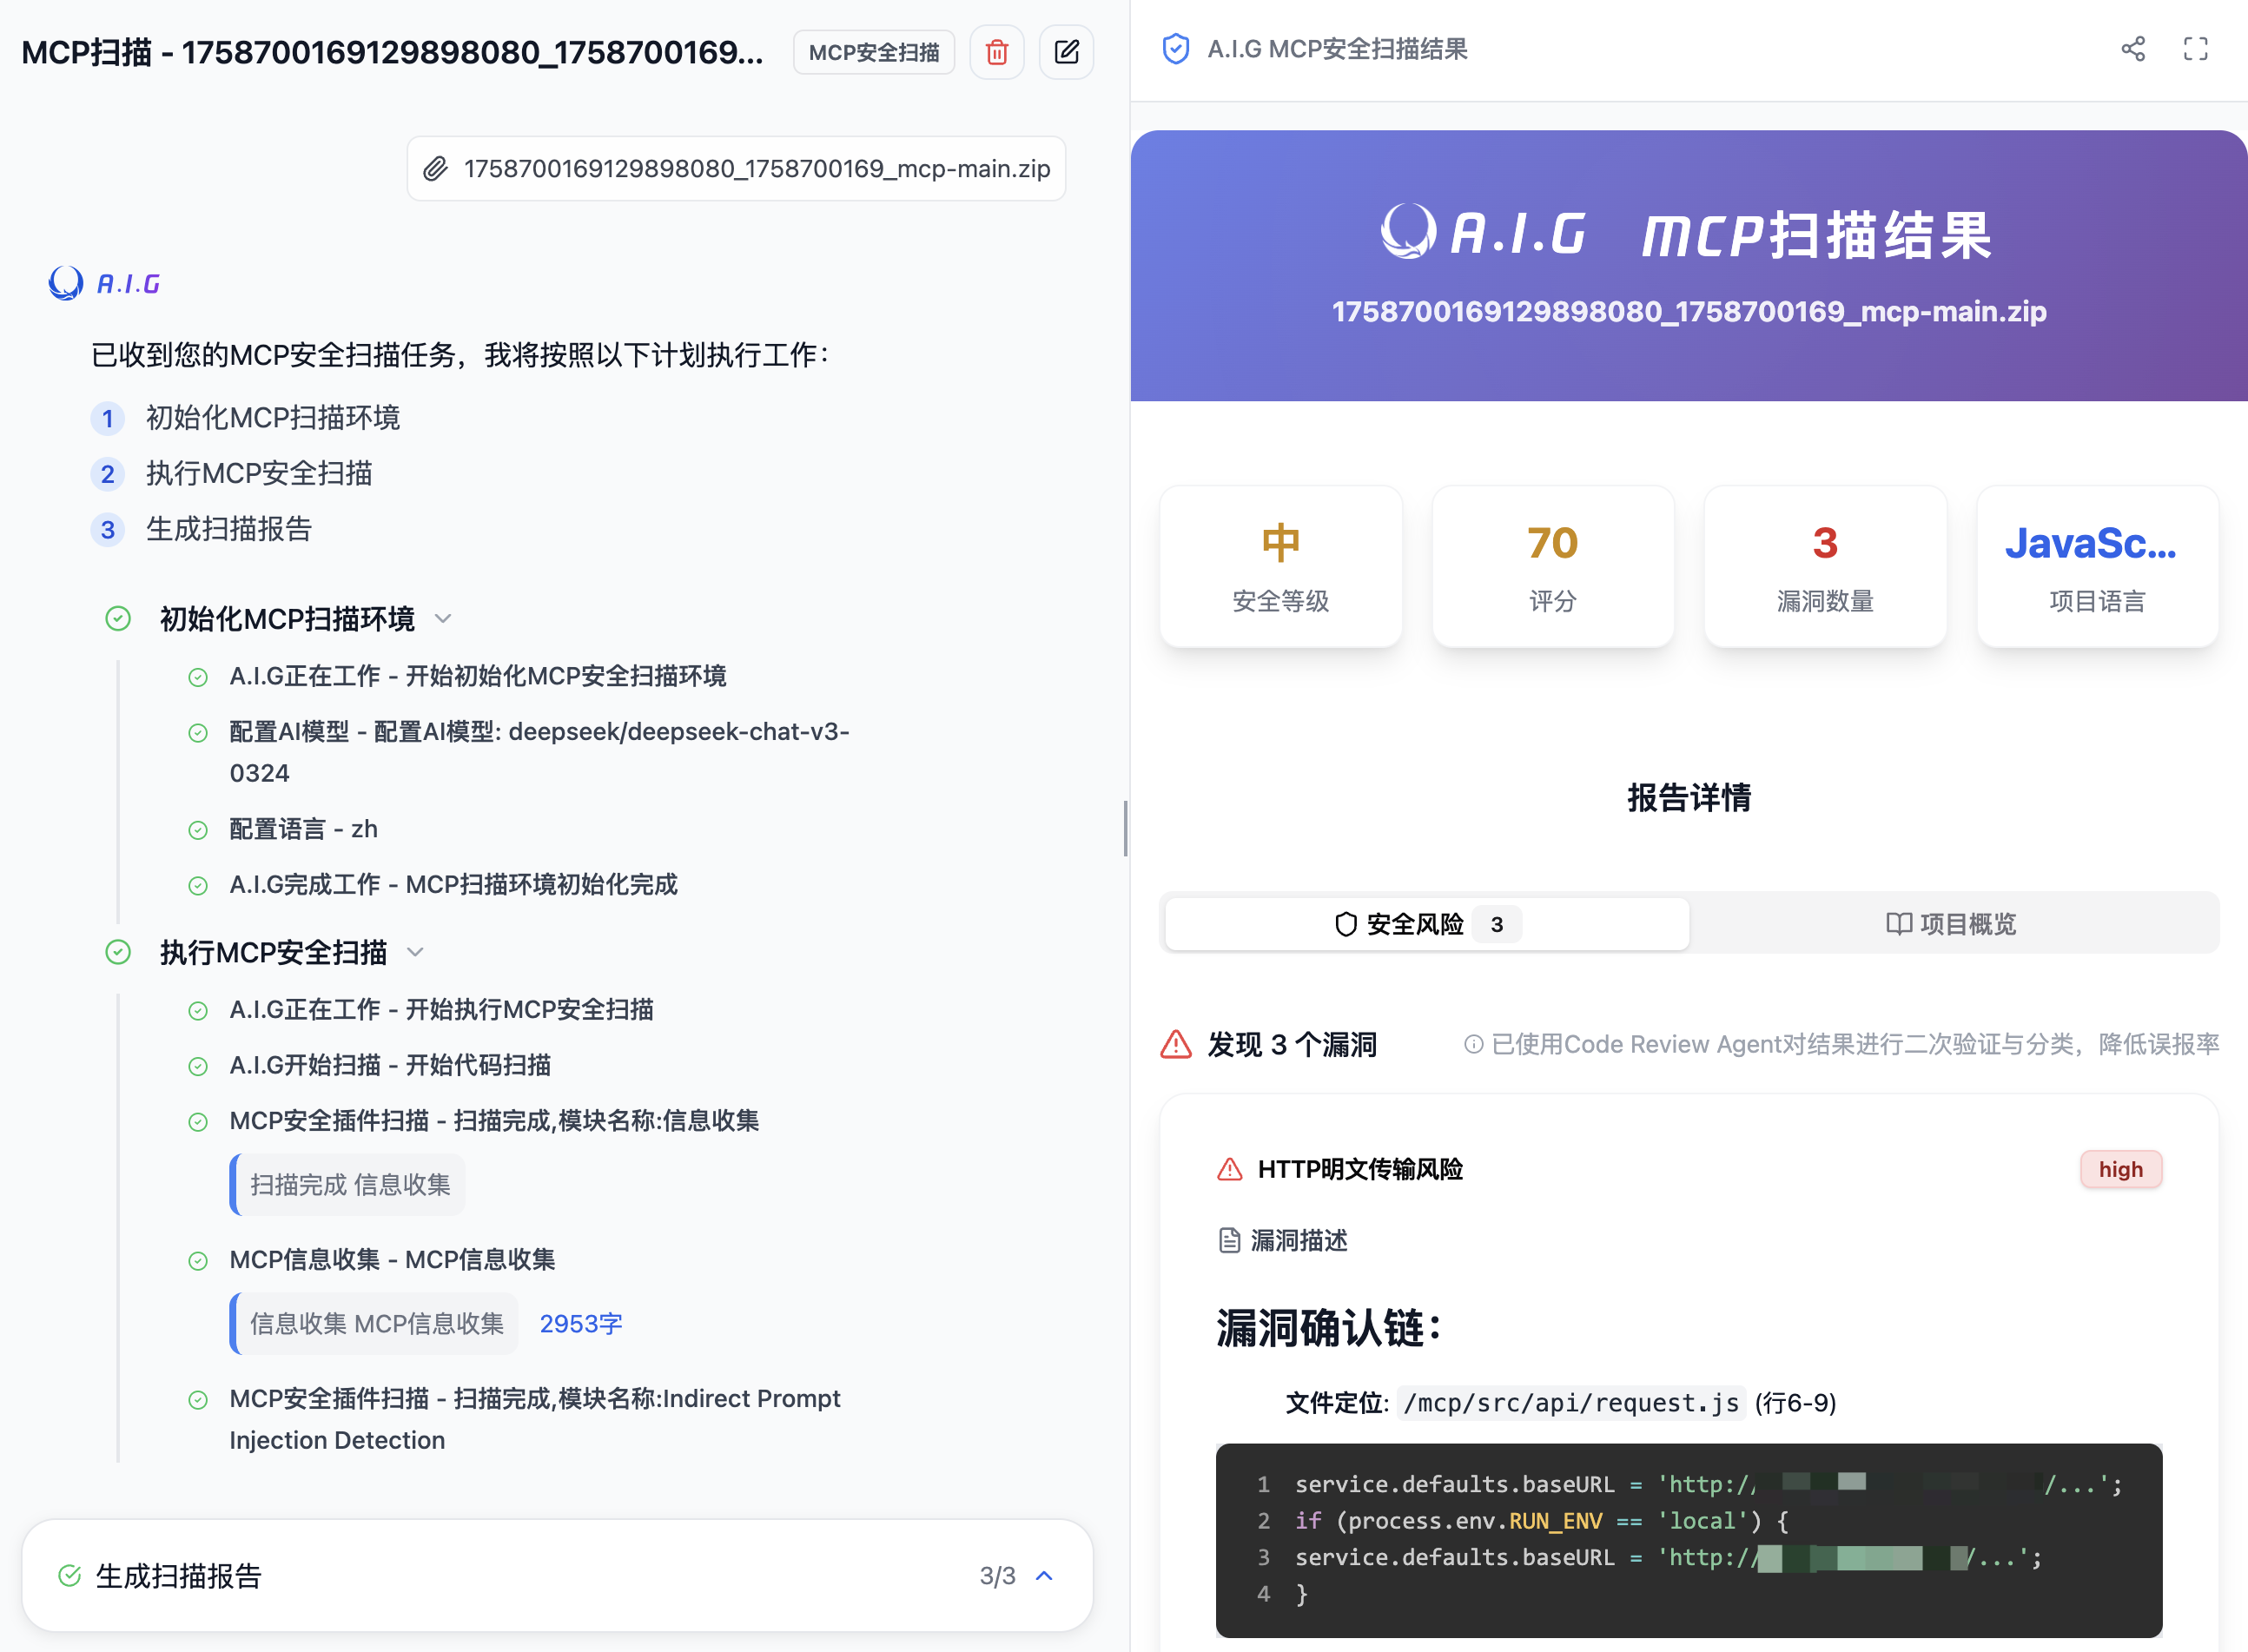 MCP扫描 - 1758700169129898080_1758700169...
MCP安全扫描
1758700169129898080_1758700169_mcp-main.zip
A.I.G
已收到您的MCP安全扫描任务，我将按照以下计划执行工作：
1 初始化MCP扫描环境
2 执行MCP安全扫描
3 生成扫描报告
初始化MCP扫描环境
A.I.G正在工作 - 开始初始化MCP安全扫描环境
配置AI模型 - 配置AI模型: deepseek/deepseek-chat-v3-
0324
配置语言 - zh
A.I.G完成工作 - MCP扫描环境初始化完成
执行MCP安全扫描
A.I.G正在工作 - 开始执行MCP安全扫描
A.I.G开始扫描 - 开始代码扫描
MCP安全插件扫描 - 扫描完成,模块名称:信息收集
扫描完成 信息收集
MCP信息收集 - MCP信息收集
信息收集 MCP信息收集 2953字
MCP安全插件扫描 - 扫描完成,模块名称:Indirect Prompt
Injection Detection
生成扫描报告 3/3
A.I.G MCP安全扫描结果
A.I.G MCP扫描结果
1758700169129898080_1758700169_mcp-main.zip
中
安全等级
70
评分
3
漏洞数量
JavaSc...
项目语言
报告详情
安全风险 3
项目概览
发现 3 个漏洞
已使用Code Review Agent对结果进行二次验证与分类，降低误报率
HTTP明文传输风险 high
漏洞描述
漏洞确认链：
文件定位: /mcp/src/api/request.js (行6-9)
1 service.defaults.baseURL = 'http:// /...';
2 if (process.env.RUN_ENV == 'local') {
3 service.defaults.baseURL = 'http:// /...';
4 }